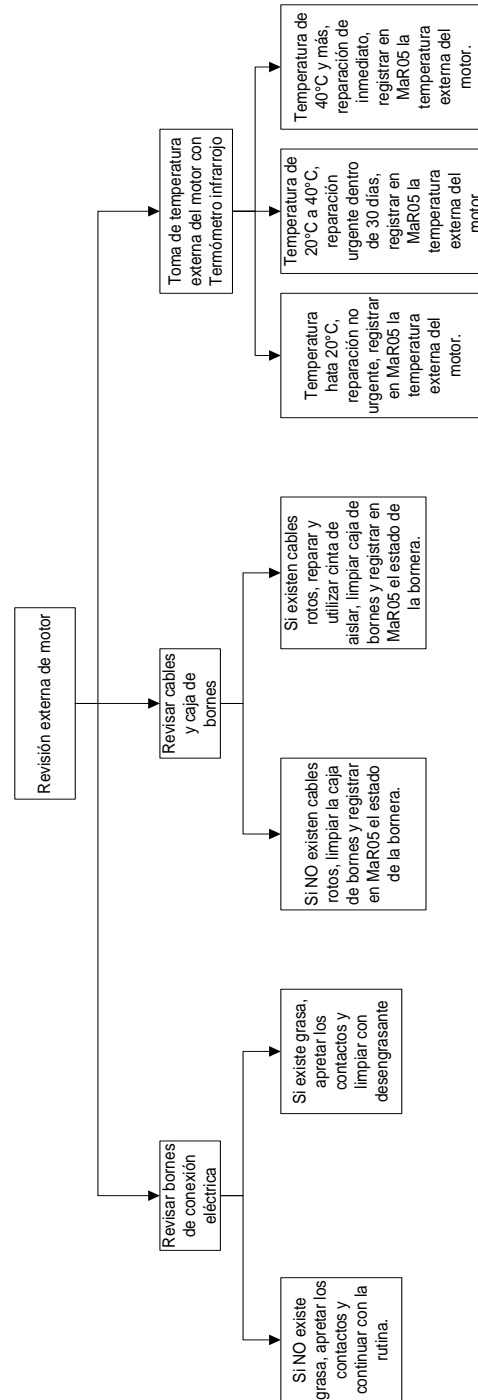 Revisión externa de motor
Revisar bornes
de conexión
eléctrica
Revisar cables
y caja de
bornes
Toma de temperatura
externa del motor con
Termómetro infrarrojo
Si NO existe
grasa, apretar los
contactos y
continuar con la
rutina.
Si existe grasa,
apretar los
contactos y
limpiar con
desengrasante
Si NO existen cables
rotos, limpiar la caja
de bornes y registrar
en MaR05 el estado
de la bornera.
Si existen cables
rotos, reparar y
utilizar cinta de
aislar, limpiar caja de
bornes y registrar en
MaR05 el estado de
la bornera.
Temperatura
hata 20°C,
reparación no
urgente, registrar
en MaR05 la
temperatura
externa del
motor.
Temperatura de
20°C a 40°C,
reparación
urgente dentro
de 30 días,
registrar en
MaR05 la
temperatura
externa del
motor
Temperatura de
40°C y más,
reparación de
inmediato,
registrar en
MaR05 la
temperatura
externa del
motor.